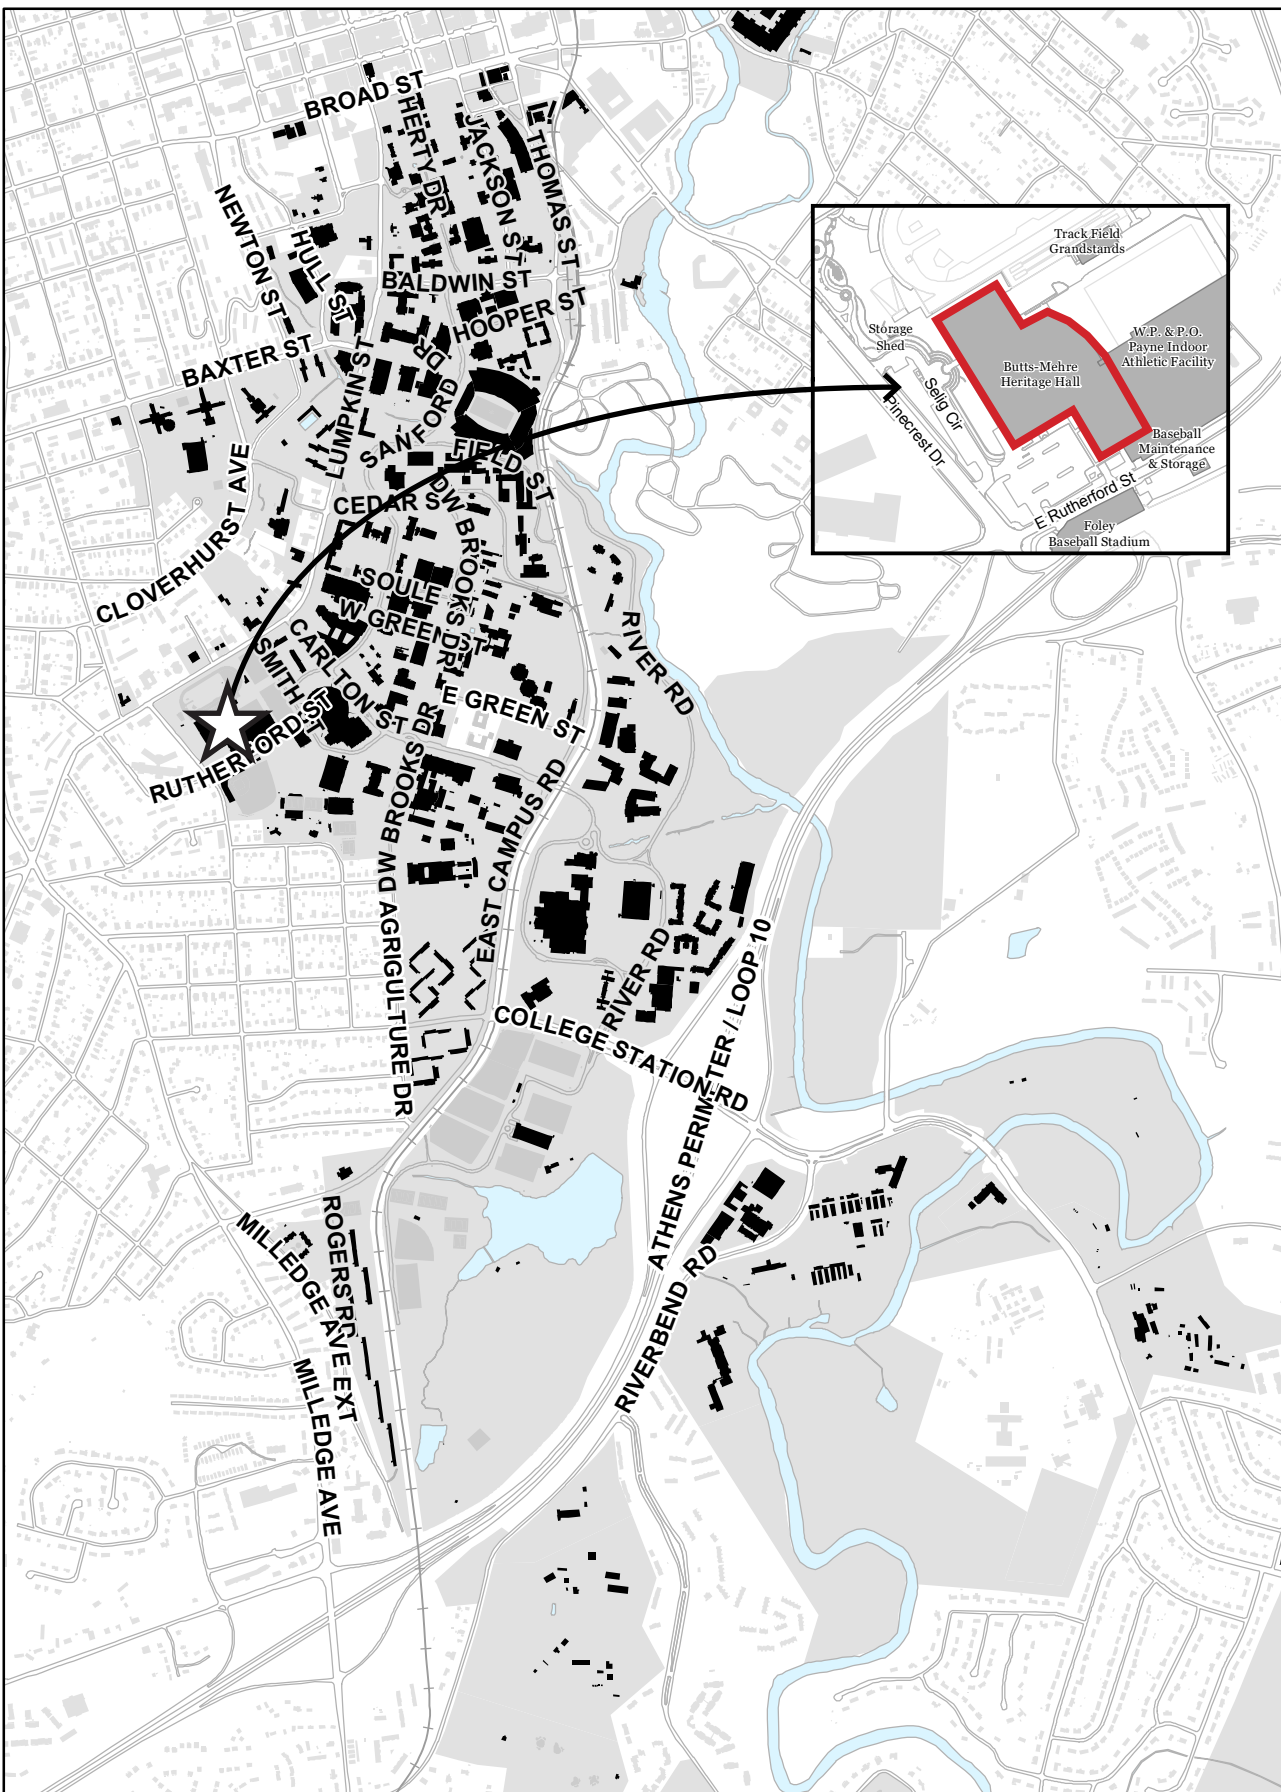 BROAD ST
HERTY DR
JACKSON ST
THOMAS ST
NEWTON ST
HULL ST
BALDWIN ST
HOOPER ST
BAXTER ST
LUMPKIN ST
SANFORD DR
FIELD ST
CEDAR S
CLOVERHURST AVE
DW BROOKS DR
SOULE
W GREEN ST
CARLTON ST
SMITH ST
RIVER RD
E GREEN ST
RUTHERFORD ST
DW BROOKS DR
EAST CAMPUS RD
AGRIGULTURE DR
RIVER RD
COLLEGE STATION RD
ATHENS PERIMETER / LOOP 10
ROGERS RD
MILLEDGE AVE EXT
MILLEDGE AVE
RIVERBEND RD
Track Field
Grandstands
Storage
Shed
W.P. & P.O.
Payne Indoor
Athletic Facility
Butts-Mehre
Heritage Hall
Selig Cir
Pinecrest Dr
Baseball
Maintenance
& Storage
E Rutherford St
Foley
Baseball Stadium